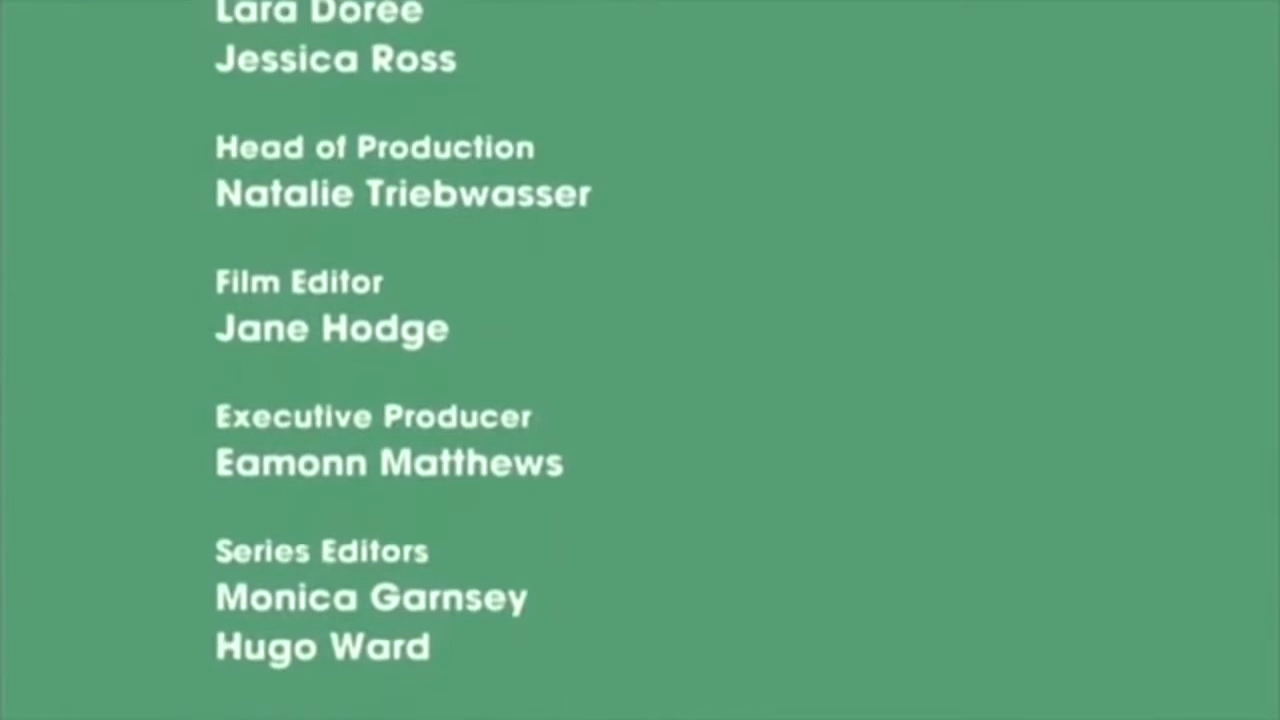 Lara Doree
Jessica Ross
Head of Production
Natalie Triebwasser
Film Editor
Jane Hodge
Executive Producer
Eamonn Matthews
Series Editors
Monica Garnsey
Hugo Ward